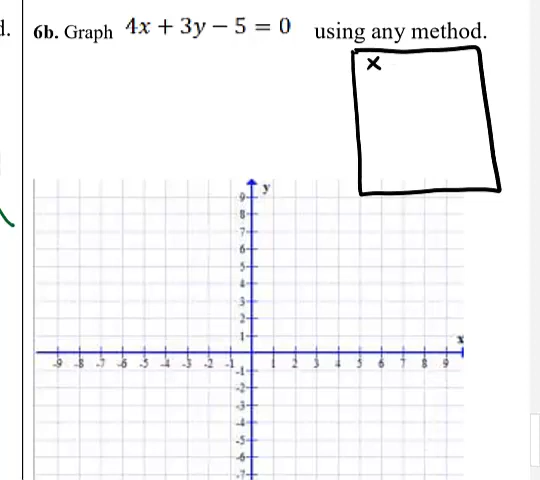 d.
6b. Graph 4x + 3y − 5 = 0 using any method.
x
y
9
8
7
6
5
4
3
2
1
x
-9 -8 -7 -6 -5 -4 -3 -2 -1 1 2 3 4 5 6 7 8 9
-1
-2
-3
-4
-5
-6
-7